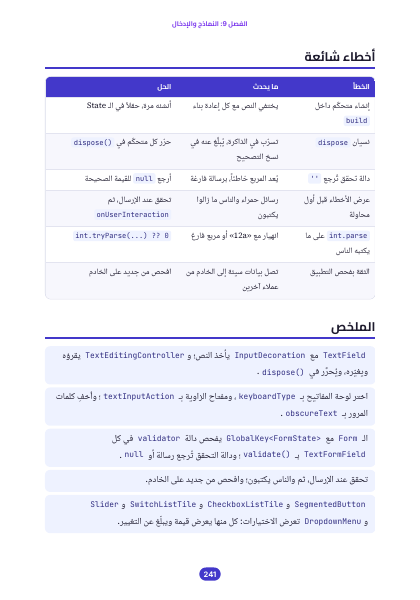 الفصل 9: النماذج والإدخال
أخطاء شائعة
الخطأ ما يحدث الحل
إنشاء متحكّم داخل يختفي النص مع كل إعادة بناء أنشئه مرة، حقلاً في الـ State
build
نسيان dispose تسرّب في الذاكرة، يُبلَّغ عنه في حرّر كل متحكّم في dispose()
نسخ التصحيح
دالة تحقق تُرجع '' يُعد المربع خاطئاً، برسالة فارغة أرجع null للقيمة الصحيحة
عرض الأخطاء قبل أول رسائل حمراء والناس ما زالوا تحقق عند الإرسال، ثم
محاولة يكتبون onUserInteraction
int.parse على ما انهيار مع «12a» أو مربع فارغ int.tryParse(...) ?? 0
يكتبه الناس
الثقة بفحص التطبيق تصل بيانات سيئة إلى الخادم من افحص من جديد على الخادم
عملاء آخرين
الملخص
TextField مع InputDecoration يأخذ النص؛ و TextEditingController يقرؤه
ويغيّره، ويُحرَّر في dispose() .
اختر لوحة المفاتيح بـ keyboardType ، ومفتاح الزاوية بـ textInputAction ؛ وأخفِ كلمات
المرور بـ obscureText .
الـ Form مع GlobalKey<FormState> يفحص دالة validator في كل
TextFormField بـ validate() ؛ ودالة التحقق تُرجع رسالة أو null .
تحقق عند الإرسال، ثم والناس يكتبون؛ وافحص من جديد على الخادم.
SegmentedButton و CheckboxListTile و SwitchListTile و Slider
و DropdownMenu تعرض الاختيارات؛ كل منها يعرض قيمة ويبلّغ عن التغيير.
241